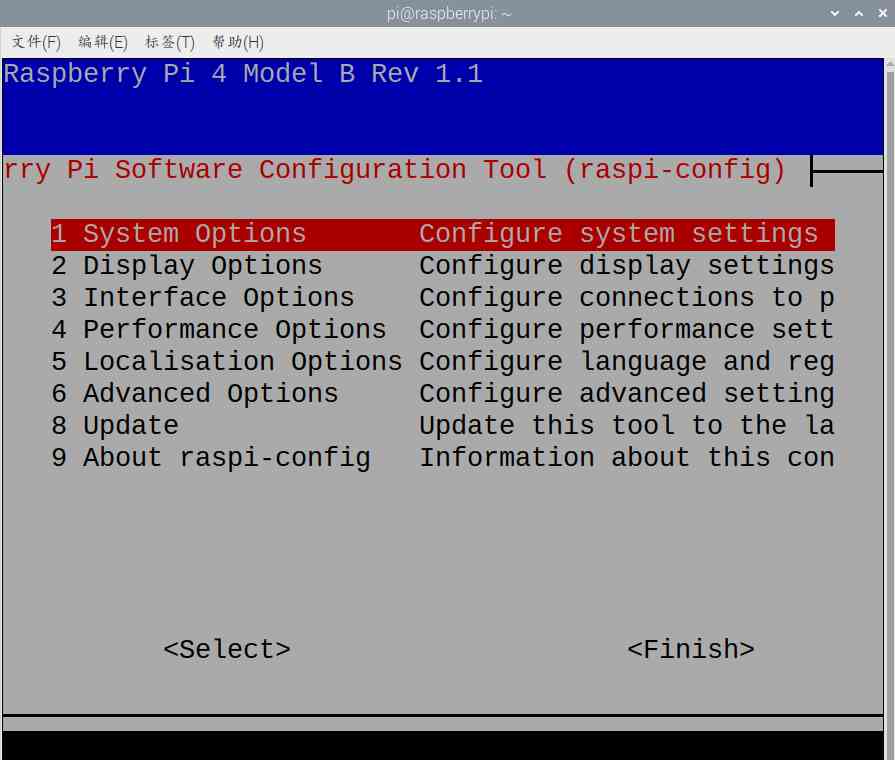 pi@raspberrypi: ~
文件(F) 编辑(E) 标签(T) 帮助(H)
Raspberry Pi 4 Model B Rev 1.1
rry Pi Software Configuration Tool (raspi-config)
1 System Options Configure system settings
2 Display Options Configure display settings
3 Interface Options Configure connections to p
4 Performance Options Configure performance sett
5 Localisation Options Configure language and reg
6 Advanced Options Configure advanced setting
8 Update Update this tool to the la
9 About raspi-config Information about this con
<Select> <Finish>